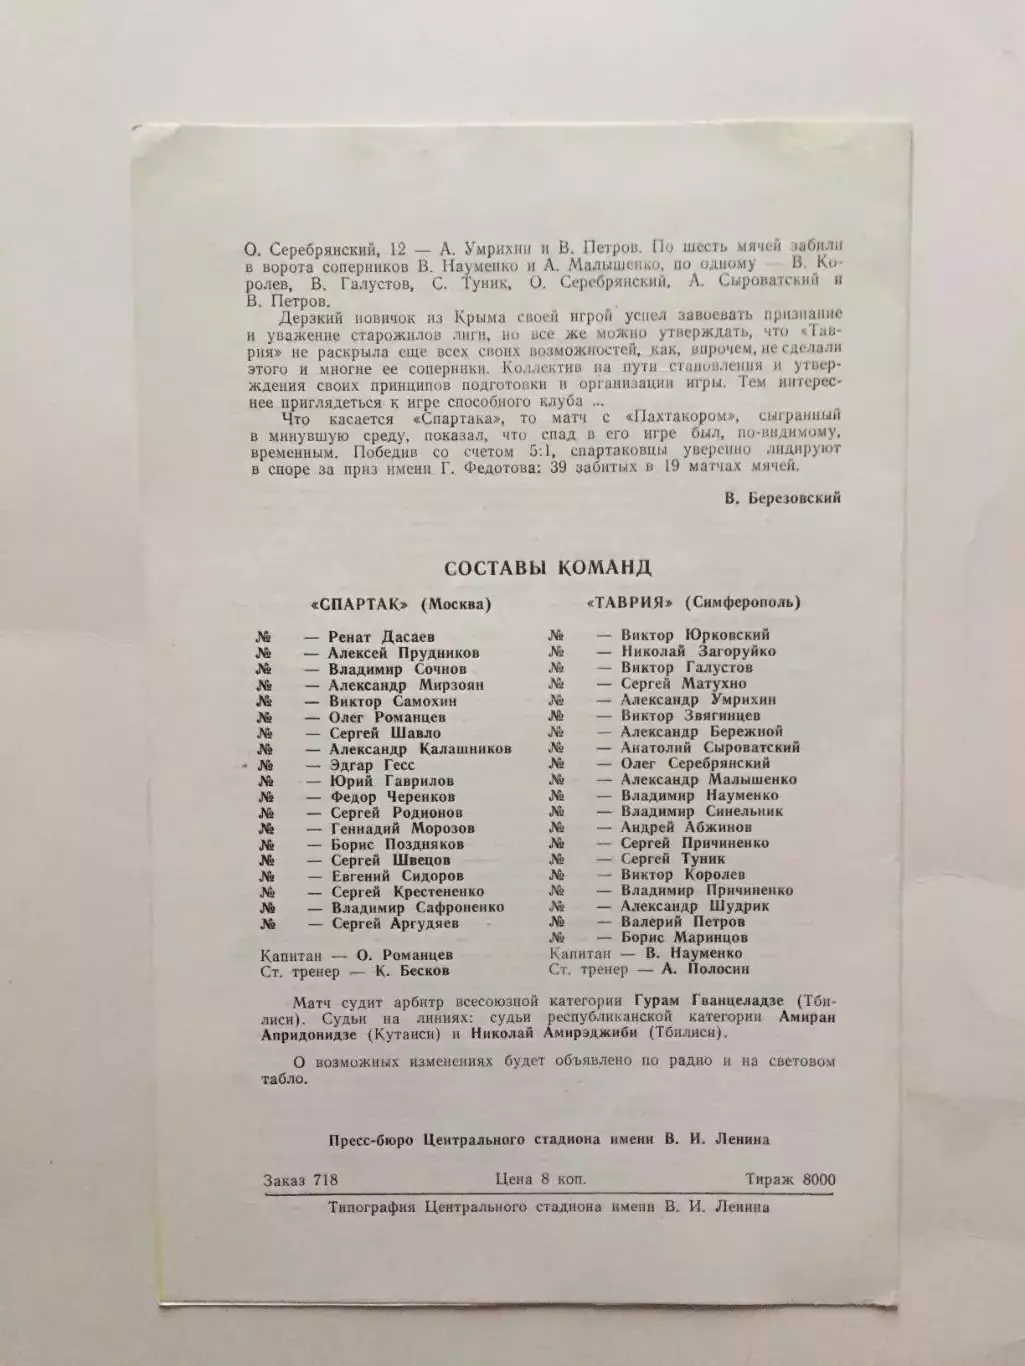 О. Серебрянский, 12 — А. Умрихин и В. Петров. По шесть мячей забили
в ворота соперников В. Науменко и А. Малышенко, по одному — В. Ко-
ролев, В. Галустов, С. Туник, О. Серебрянский, А. Сыроватский и
В. Петров.
Дерзкий новичок из Крыма своей игрой успел завоевать признание
и уважение старожилов лиги, но все же можно утверждать, что «Тав-
рия» не раскрыла еще всех своих возможностей, как, впрочем, не сделали
этого и многие ее соперники. Коллектив на пути становления и утвер-
ждения своих принципов подготовки и организации игры. Тем интерес-
нее приглядеться к игре способного клуба ...
Что касается «Спартака», то матч с «Пахтакором», сыгранный
в минувшую среду, показал, что спад в его игре был, по-видимому,
временным. Победив со счетом 5:1, спартаковцы уверенно лидируют
в споре за приз имени Г. Федотова: 39 забитых в 19 матчах мячей.
В. Березовский
СОСТАВЫ КОМАНД
«СПАРТАК» (Москва)
№ — Ренат Дасаев
№ — Алексей Прудников
№ — Владимир Сочнов
№ — Александр Мирзоян
№ — Виктор Самохин
№ — Олег Романцев
№ — Сергей Шавло
№ — Александр Калашников
№ — Эдгар Гесс
№ — Юрий Гаврилов
№ — Федор Черенков
№ — Сергей Родионов
№ — Геннадий Морозов
№ — Борис Поздняков
№ — Сергей Швецов
№ — Евгений Сидоров
№ — Сергей Крестененко
№ — Владимир Сафроненко
№ — Сергей Аргудяев
Капитан — О. Романцев
Ст. тренер — К. Бесков
«ТАВРИЯ» (Симферополь)
№ — Виктор Юрковский
№ — Николай Загоруйко
№ — Виктор Галустов
№ — Сергей Матухно
№ — Александр Умрихин
№ — Виктор Звягинцев
№ — Александр Бережной
№ — Анатолий Сыроватский
№ — Олег Серебрянский
№ — Александр Малышенко
№ — Владимир Науменко
№ — Владимир Синельник
№ — Андрей Абжинов
№ — Сергей Причиненко
№ — Сергей Туник
№ — Виктор Королев
№ — Владимир Причиненко
№ — Александр Шудрик
№ — Валерий Петров
№ — Борис Маринцов
Капитан — В. Науменко
Ст. тренер — А. Полосин
Матч судит арбитр всесоюзной категории Гурам Гванцеладзе (Тби-
лиси). Судьи на линиях: судьи республиканской категории Амиран
Апридонидзе (Кутаиси) и Николай Амирэджиби (Тбилиси).
О возможных изменениях будет объявлено по радио и на световом
табло.
Пресс-бюро Центрального стадиона имени В. И. Ленина
Заказ 718 Цена 8 коп. Тираж 8000
Типография Центрального стадиона имени В. И. Ленина